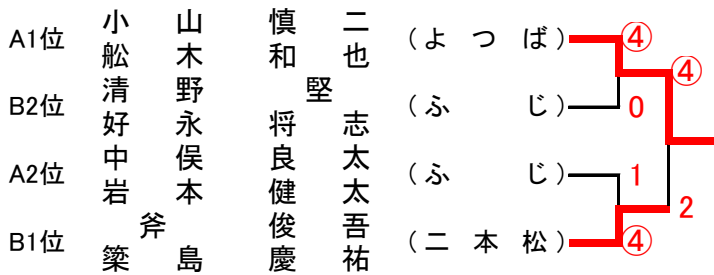 A1位 小山 慎二 (よつば) ④
舩木 和也
④
B2位 清野 堅 (ふじ) 0
好永 将志
A2位 中俣 良太 (ふじ) 1
岩本 健太
2
B1位 斧 俊吾 (二本松) ④
簗島 慶祐